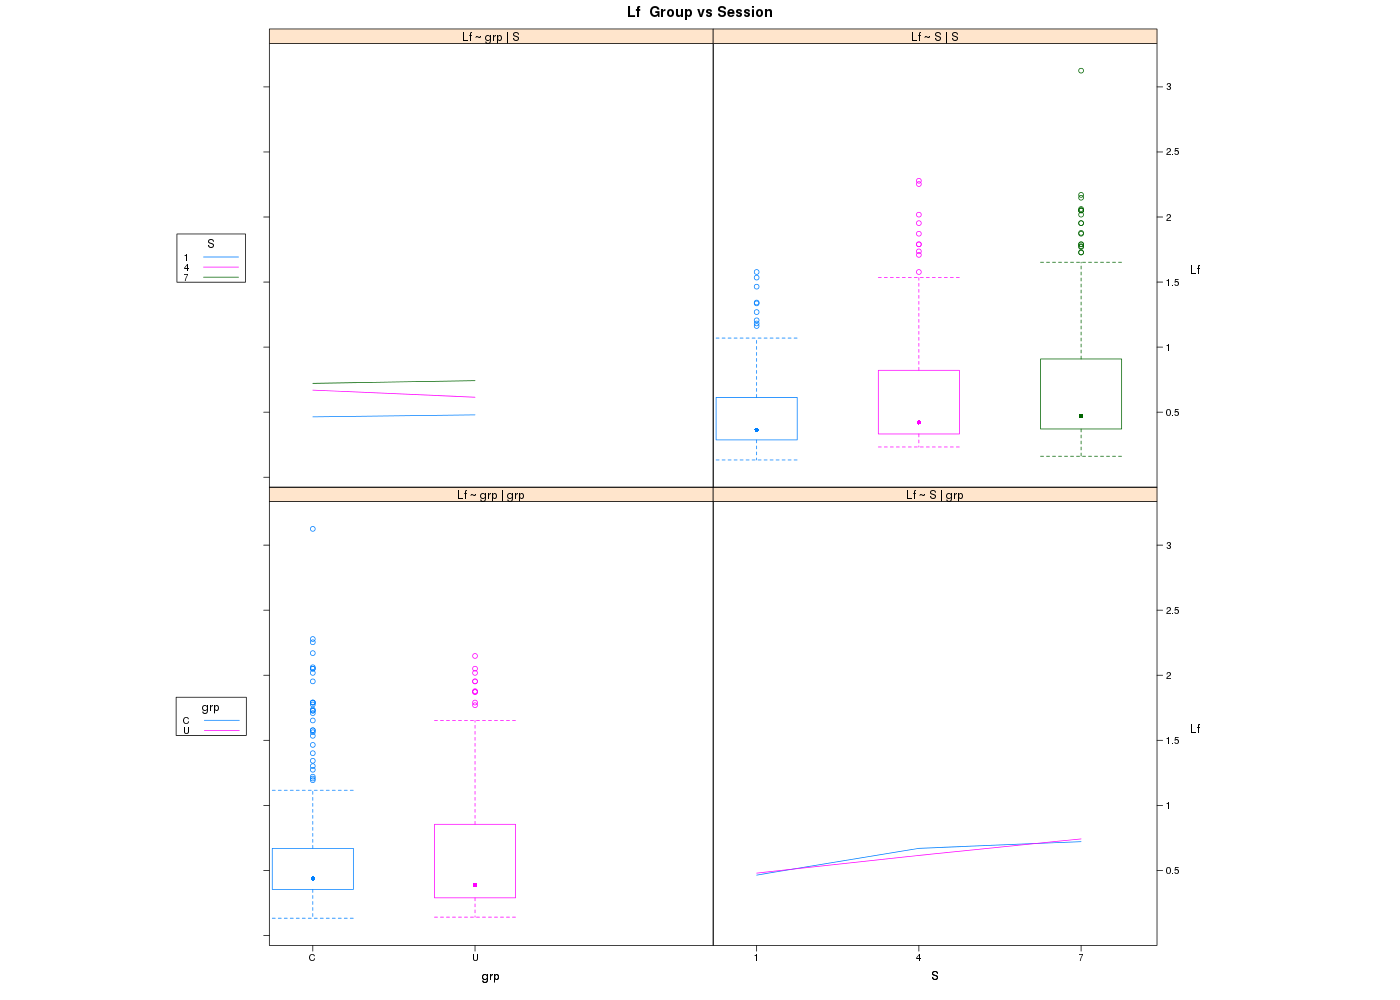 Lf  Group vs Session
Lf ~ grp | S
Lf ~ S | S
3
2.5
2
1.5
1
0.5
Lf
S
1
4
7
Lf ~ grp | grp
Lf ~ S | grp
3
2.5
2
1.5
1
0.5
Lf
grp
C
U
C
U
1
4
7
grp
S